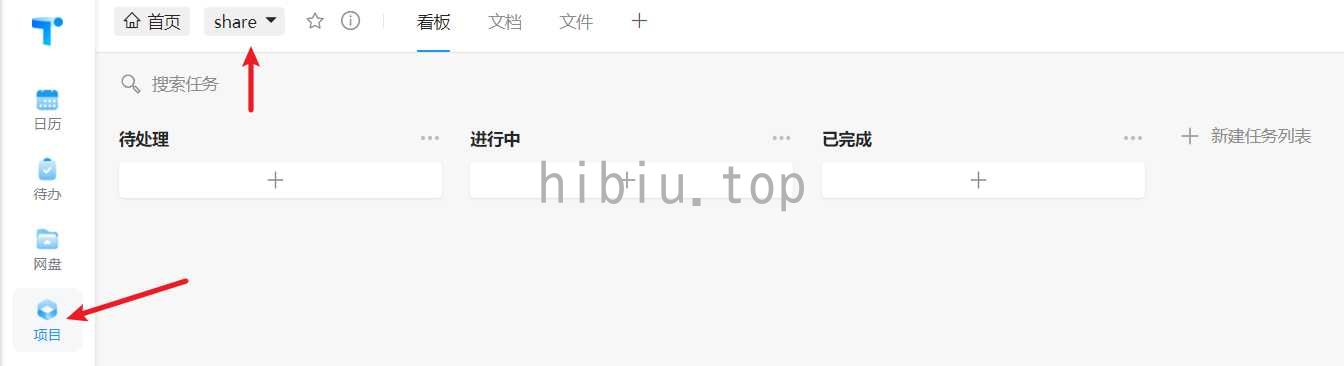 首页 share 看板 文档 文件
搜索任务
日历
待处理 进行中 已完成 新建任务列表
hibiu.top
待办
网盘
项目